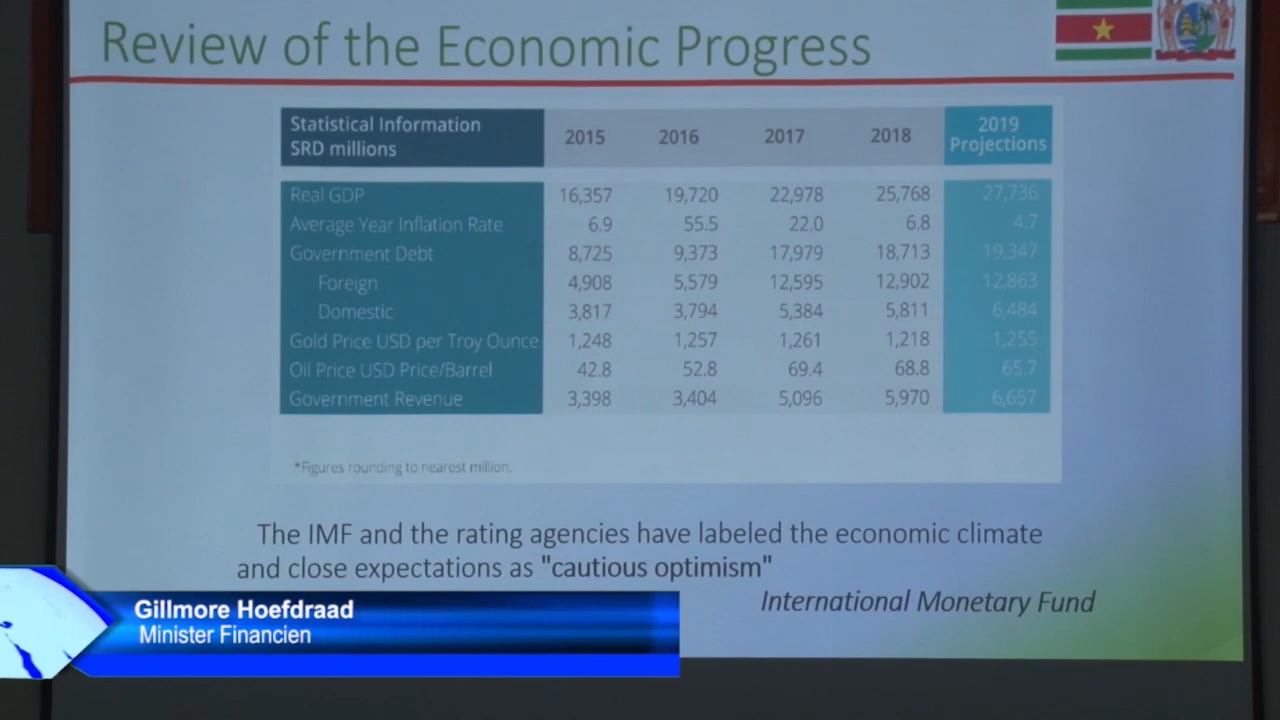 Review of the Economic Progress
Statistical Information 2015 2016 2017 2018 2019
SRD millions Projections
Real GDP 16,357 19,720 22,978 25,768 27,736
Average Year Inflation Rate 6.9 55.5 22.0 6.8 4.7
Government Debt 8,725 9,373 17,979 18,713 19,347
Foreign 4,908 5,579 12,595 12,902 12,863
Domestic 3,817 3,794 5,384 5,811 6,484
Gold Price USD per Troy Ounce 1,248 1,257 1,261 1,218 1,255
Oil Price USD Price/Barrel 42.8 52.8 69.4 68.8 65.7
Government Revenue 3,398 3,404 5,096 5,970 6,657
*Figures rounding to nearest million.
The IMF and the rating agencies have labeled the economic climate
and close expectations as "cautious optimism"
International Monetary Fund
Gillmore Hoefdraad
Minister Financien